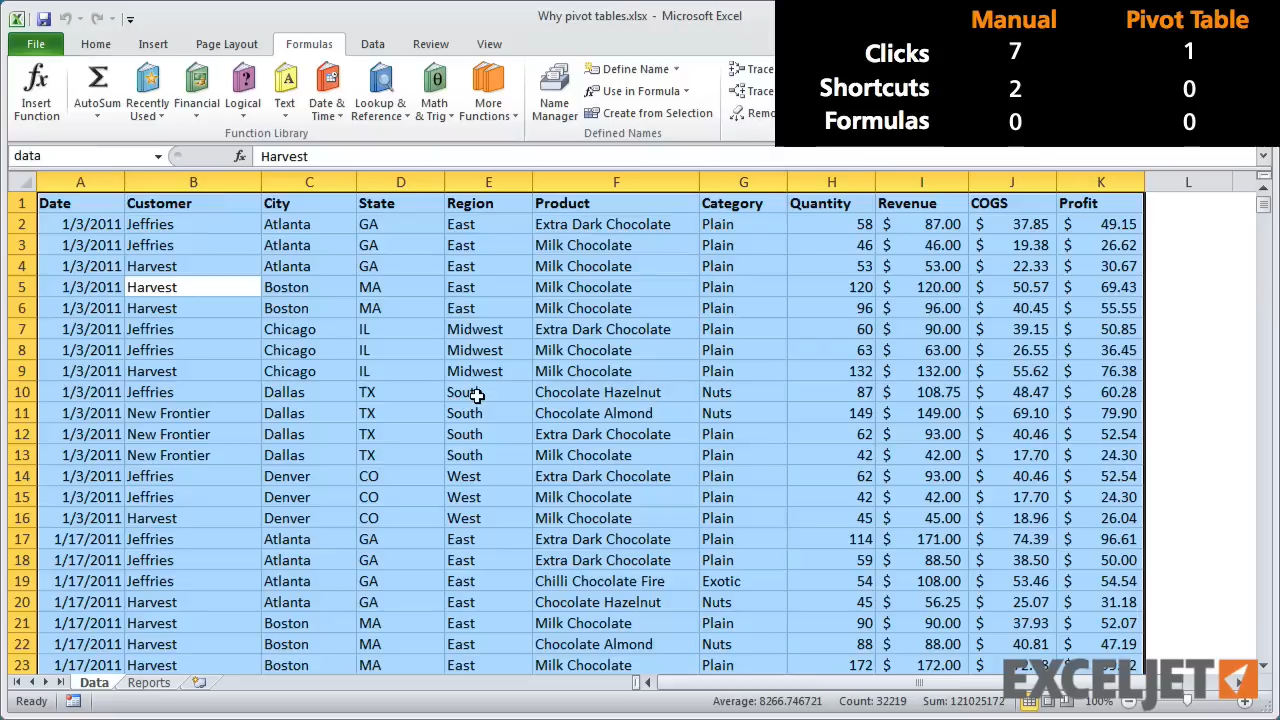 Why pivot tables.xlsx - Microsoft Excel
Manual Pivot Table
Clicks 7 1
Shortcuts 2 0
Formulas 0 0
File Home Insert Page Layout Formulas Data Review View
Insert Function
AutoSum
Recently Used
Financial
Logical
Text
Date & Time
Lookup & Reference
Math & Trig
More Functions
Function Library
Name Manager
Define Name
Use in Formula
Create from Selection
Defined Names
Trace
Trace
Remo
data fx Harvest
A B C D E F G H I J K L
1 Date Customer City State Region Product Category Quantity Revenue COGS Profit
2 1/3/2011 Jeffries Atlanta GA East Extra Dark Chocolate Plain 58 $ 87.00 $ 37.85 $ 49.15
3 1/3/2011 Jeffries Atlanta GA East Milk Chocolate Plain 46 $ 46.00 $ 19.38 $ 26.62
4 1/3/2011 Harvest Atlanta GA East Milk Chocolate Plain 53 $ 53.00 $ 22.33 $ 30.67
5 1/3/2011 Harvest Boston MA East Milk Chocolate Plain 120 $ 120.00 $ 50.57 $ 69.43
6 1/3/2011 Harvest Boston MA East Milk Chocolate Plain 96 $ 96.00 $ 40.45 $ 55.55
7 1/3/2011 Jeffries Chicago IL Midwest Extra Dark Chocolate Plain 60 $ 90.00 $ 39.15 $ 50.85
8 1/3/2011 Jeffries Chicago IL Midwest Milk Chocolate Plain 63 $ 63.00 $ 26.55 $ 36.45
9 1/3/2011 Harvest Chicago IL Midwest Milk Chocolate Plain 132 $ 132.00 $ 55.62 $ 76.38
10 1/3/2011 Jeffries Dallas TX South Chocolate Hazelnut Nuts 87 $ 108.75 $ 48.47 $ 60.28
11 1/3/2011 New Frontier Dallas TX South Chocolate Almond Nuts 149 $ 149.00 $ 69.10 $ 79.90
12 1/3/2011 New Frontier Dallas TX South Extra Dark Chocolate Plain 62 $ 93.00 $ 40.46 $ 52.54
13 1/3/2011 New Frontier Dallas TX South Milk Chocolate Plain 42 $ 42.00 $ 17.70 $ 24.30
14 1/3/2011 Jeffries Denver CO West Extra Dark Chocolate Plain 62 $ 93.00 $ 40.46 $ 52.54
15 1/3/2011 Jeffries Denver CO West Milk Chocolate Plain 42 $ 42.00 $ 17.70 $ 24.30
16 1/3/2011 Harvest Denver CO West Milk Chocolate Plain 45 $ 45.00 $ 18.96 $ 26.04
17 1/17/2011 Jeffries Atlanta GA East Extra Dark Chocolate Plain 114 $ 171.00 $ 74.39 $ 96.61
18 1/17/2011 Jeffries Atlanta GA East Extra Dark Chocolate Plain 59 $ 88.50 $ 38.50 $ 50.00
19 1/17/2011 Jeffries Atlanta GA East Chilli Chocolate Fire Exotic 54 $ 108.00 $ 53.46 $ 54.54
20 1/17/2011 Harvest Atlanta GA East Chocolate Hazelnut Nuts 45 $ 56.25 $ 25.07 $ 31.18
21 1/17/2011 Harvest Boston MA East Milk Chocolate Plain 90 $ 90.00 $ 37.93 $ 52.07
22 1/17/2011 Harvest Boston MA East Chocolate Almond Nuts 88 $ 88.00 $ 40.81 $ 47.19
23 1/17/2011 Harvest Boston MA East Milk Chocolate Plain 172 $ 172.00
EXCELJET
Data Reports
Ready Average: 8266.746721 Count: 32219 Sum: 121025172 100%